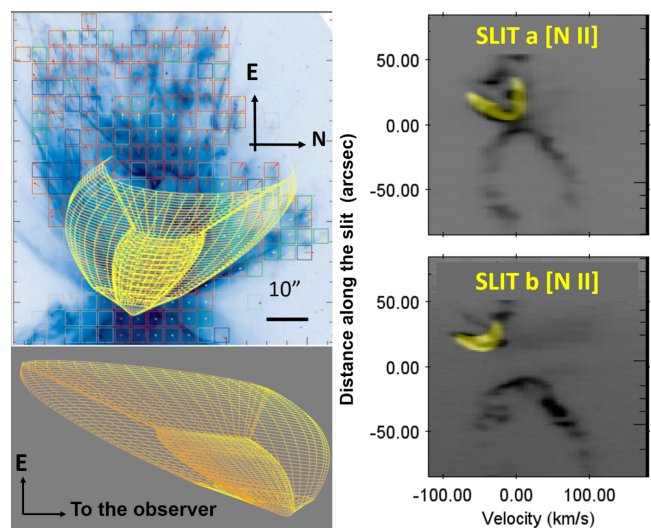 E
N
10”
E
To the observer
Distance along the slit (arcsec)
SLIT a [N II]
50.00
0.00
-50.00
SLIT b [N II]
50.00
0.00
-50.00
-100.00 0.00 100.00
Velocity (km/s)